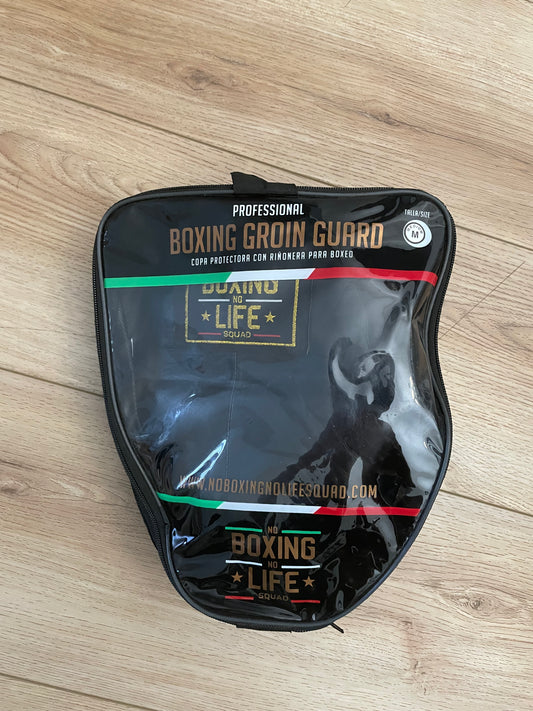 PROFESSIONAL
BOXING GROIN GUARD
COPA PROTECTORA CON RIÑONERA PARA BOXEO
TALLA/SIZE
MEDIUM
M
BOXING
NO
LIFE
SQUAD
WWW.NOBOXINGNOLIFESQUAD.COM
NO
BOXING
NO
LIFE
SQUAD